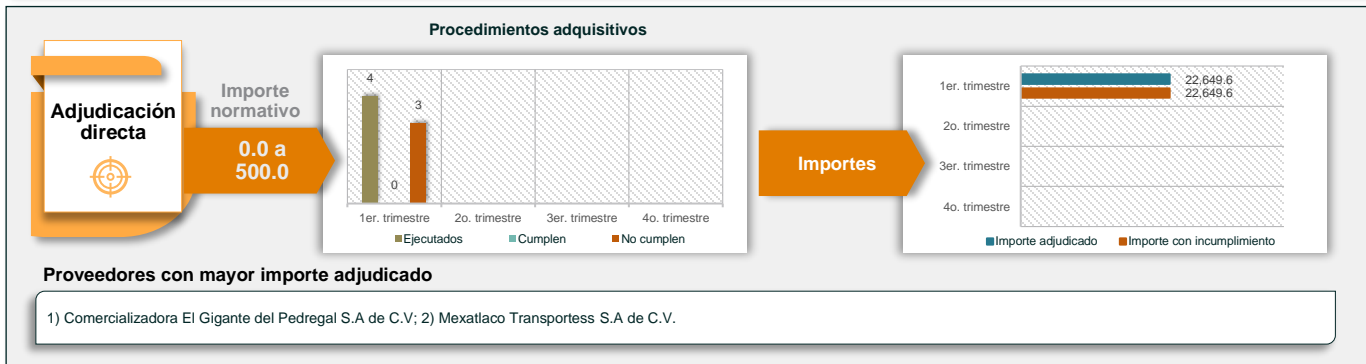 Adjudicación
directa
Importe
normativo
0.0 a
500.0
Procedimientos adquisitivos
4
0
3
1er. trimestre
2o. trimestre
3er. trimestre
4o. trimestre
Ejecutados
Cumplen
No cumplen
Importes
1er. trimestre
22,649.6
22,649.6
2o. trimestre
3er. trimestre
4o. trimestre
Importe adjudicado
Importe con incumplimiento
Proveedores con mayor importe adjudicado
1) Comercializadora El Gigante del Pedregal S.A de C.V; 2) Mexatlaco Transportess S.A de C.V.